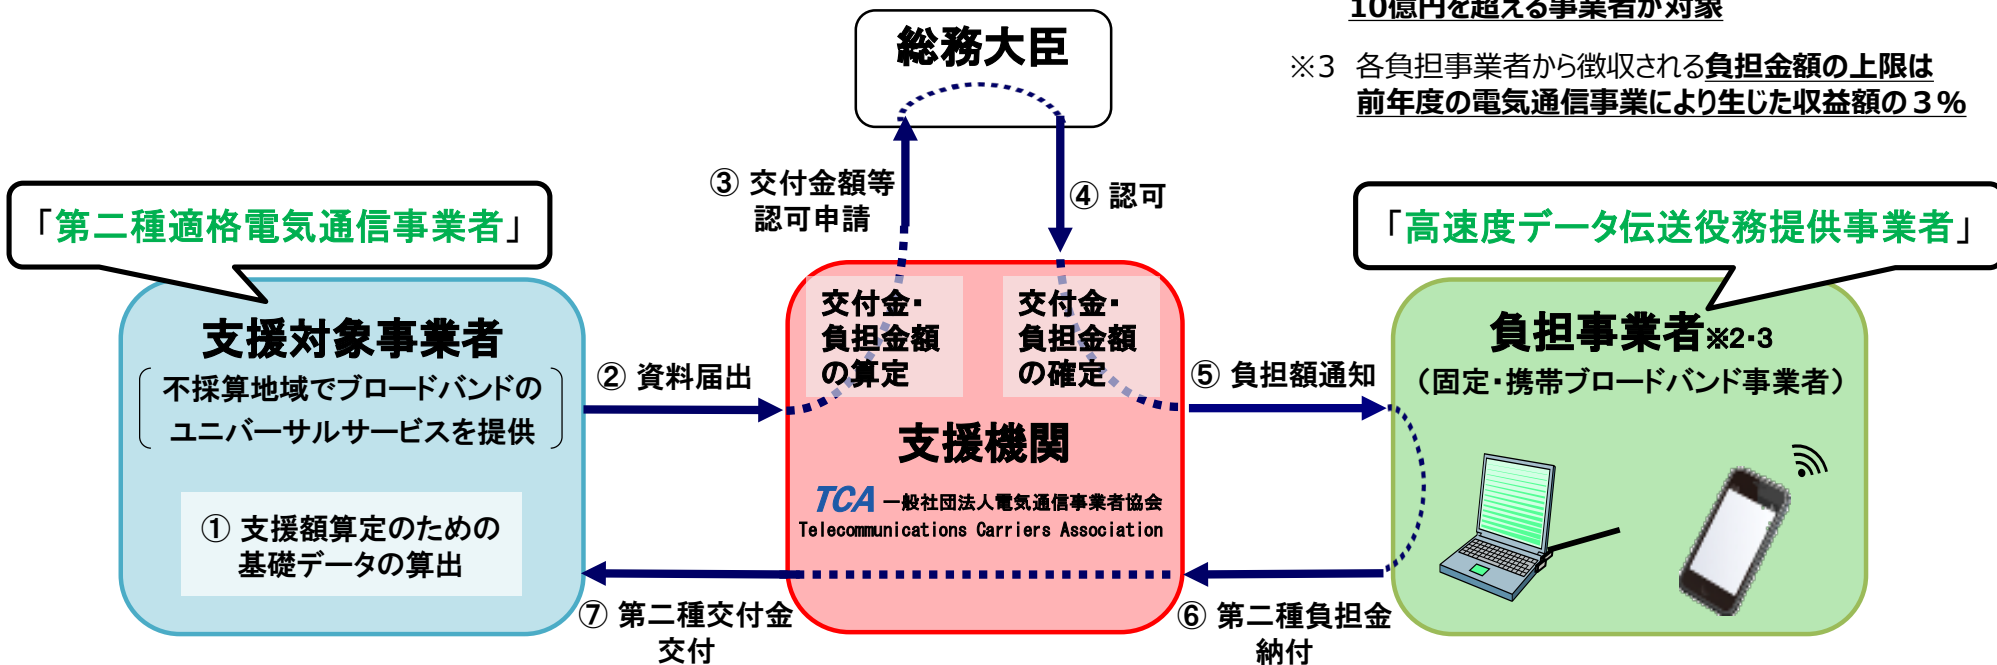 10億円を超える事業者が対象
※3 各負担事業者から徴収される負担金額の上限は
前年度の電気通信事業により生じた収益額の３%
総務大臣
③ 交付金額等
認可申請
④ 認可
「第二種適格電気通信事業者」
「高速度データ伝送役務提供事業者」
支援対象事業者
不採算地域でブロードバンドの
ユニバーサルサービスを提供
① 支援額算定のための
基礎データの算出
② 資料届出
交付金・
負担金額
の算定
交付金・
負担金額
の確定
支援機関
TCA 一般社団法人電気通信事業者協会
Telecommunications Carriers Association
⑤ 負担額通知
負担事業者※2・3
（固定・携帯ブロードバンド事業者）
⑦ 第二種交付金
交付
⑥ 第二種負担金
納付